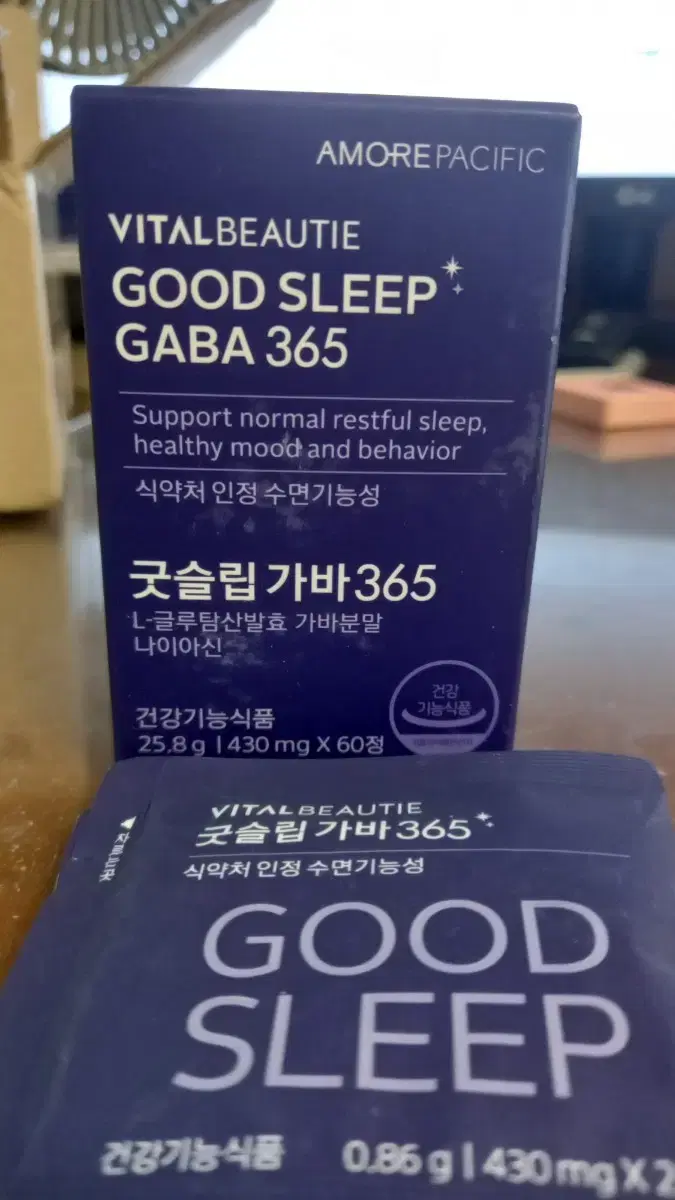 AMOREPACIFIC
VITALBEAUTIE
GOOD SLEEP
GABA 365
Support normal restful sleep,
healthy mood and behavior
식약처 인정 수면기능성
굿슬립 가바365
L-글루탐산발효 가바분말
나이아신
건강
기능식품
건강기능식품
25.8 g | 430 mg X 60정
VITALBEAUTIE
굿슬립 가바365
식약처 인정 수면기능성
GOOD
SLEEP
건강기능식품 0.86 g | 430 mg X 2